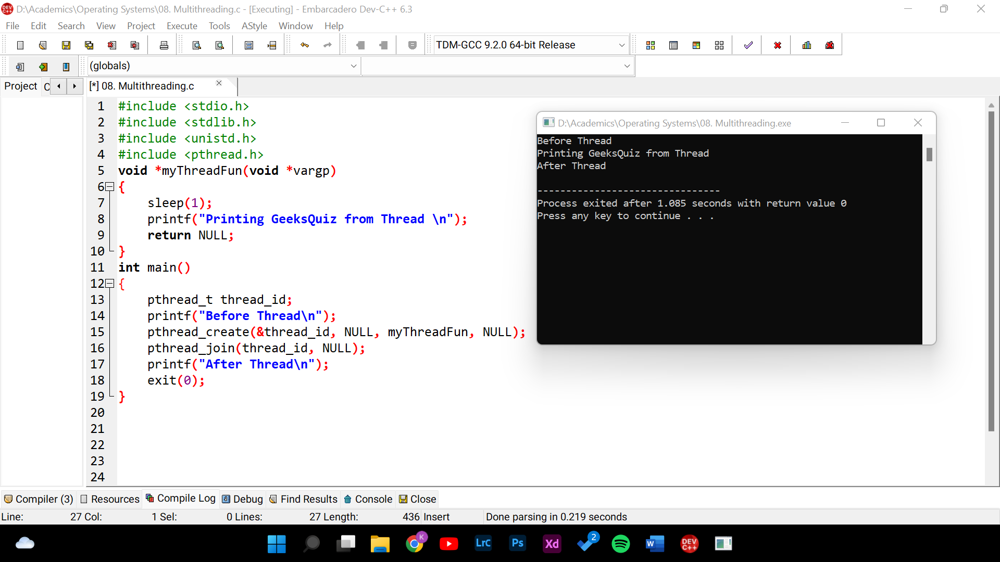 D:\Academics\Operating Systems\08. Multithreading.c - [Executing] - Embarcadero Dev-C++ 6.3
File Edit Search View Project Execute Tools AStyle Window Help
TDM-GCC 9.2.0 64-bit Release
(globals)
Project C
[*] 08. Multithreading.c
1 #include <stdio.h>
2 #include <stdlib.h>
3 #include <unistd.h>
4 #include <pthread.h>
5 void *myThreadFun(void *vargp)
6 {
7 sleep(1);
8 printf("Printing GeeksQuiz from Thread \n");
9 return NULL;
10 }
11 int main()
12 {
13 pthread_t thread_id;
14 printf("Before Thread\n");
15 pthread_create(&thread_id, NULL, myThreadFun, NULL);
16 pthread_join(thread_id, NULL);
17 printf("After Thread\n");
18 exit(0);
19 }
20
21
22
23
24
D:\Academics\Operating Systems\08. Multithreading.exe
Before Thread
Printing GeeksQuiz from Thread
After Thread
--------------------------------
Process exited after 1.085 seconds with return value 0
Press any key to continue . . .
Compiler (3) Resources Compile Log Debug Find Results Console Close
Line: 27 Col: 1 Sel: 0 Lines: 27 Length: 436 Insert Done parsing in 0.219 seconds
K LrC Ps Xd 2 W DEV C++